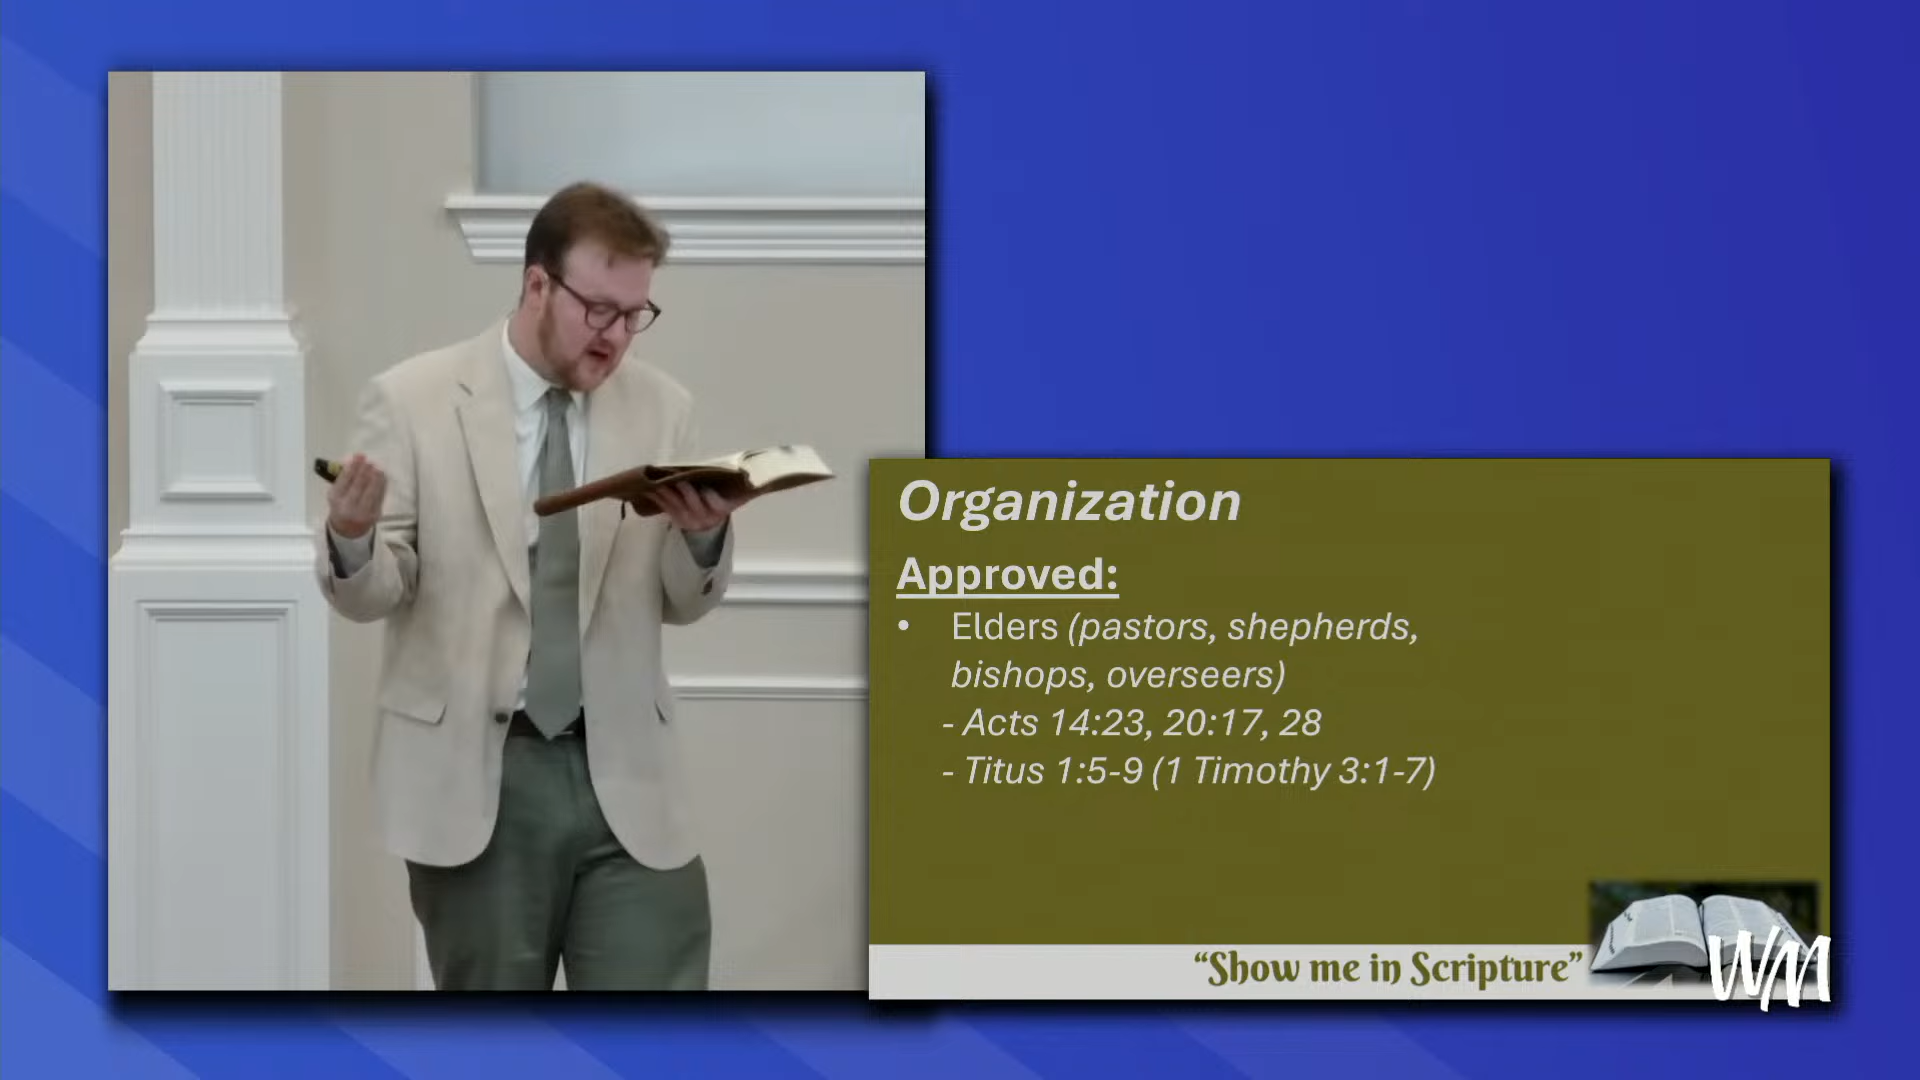 Organization
Approved:
• Elders (pastors, shepherds,
bishops, overseers)
- Acts 14:23, 20:17, 28
- Titus 1:5-9 (1 Timothy 3:1-7)
“Show me in Scripture”
WM